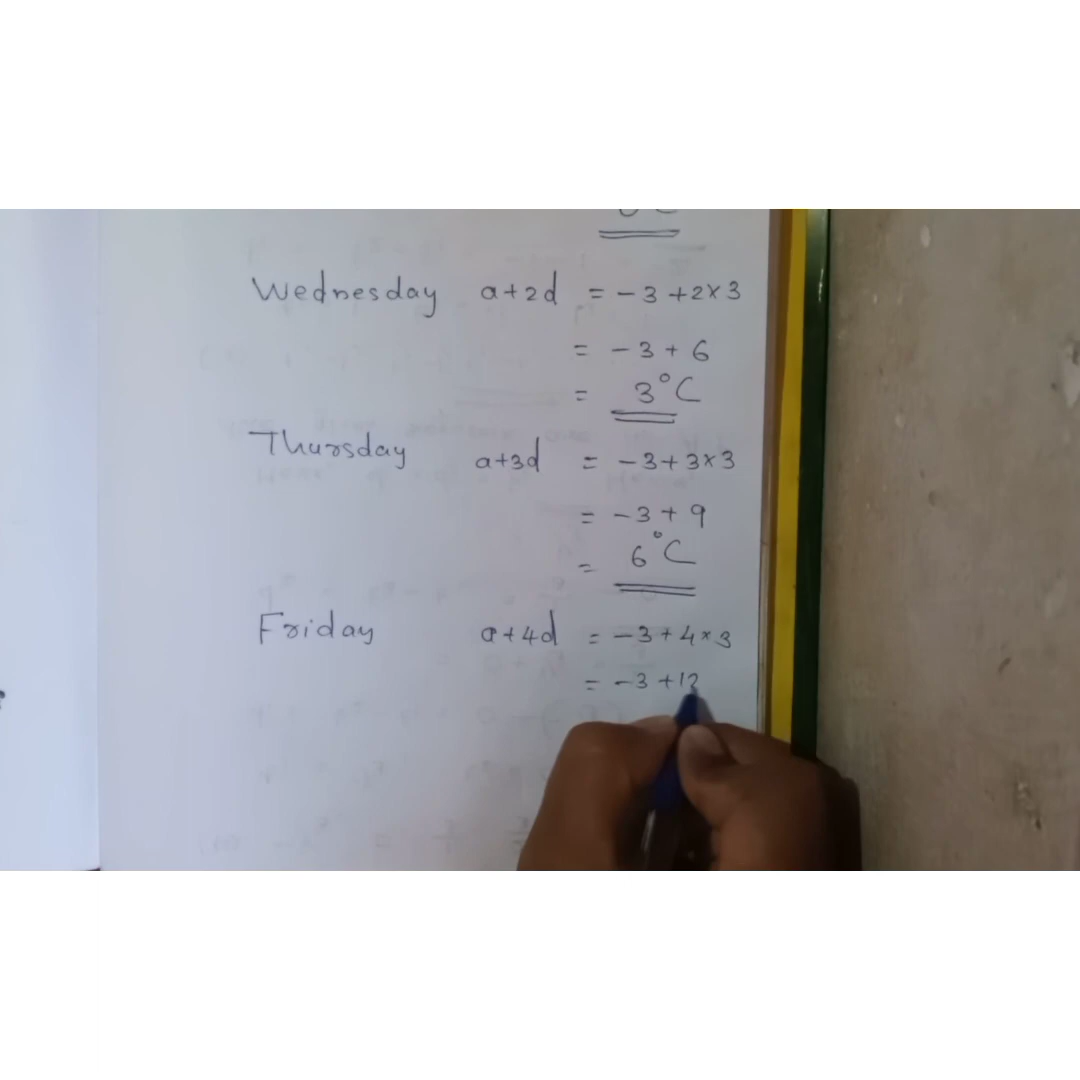 Wednesday a+2d = -3 +2×3
= -3 + 6
= 3°C
Thursday a+3d = -3+3×3
= -3 + 9
= 6°C
Friday a+4d = -3+4×3
= -3 +12